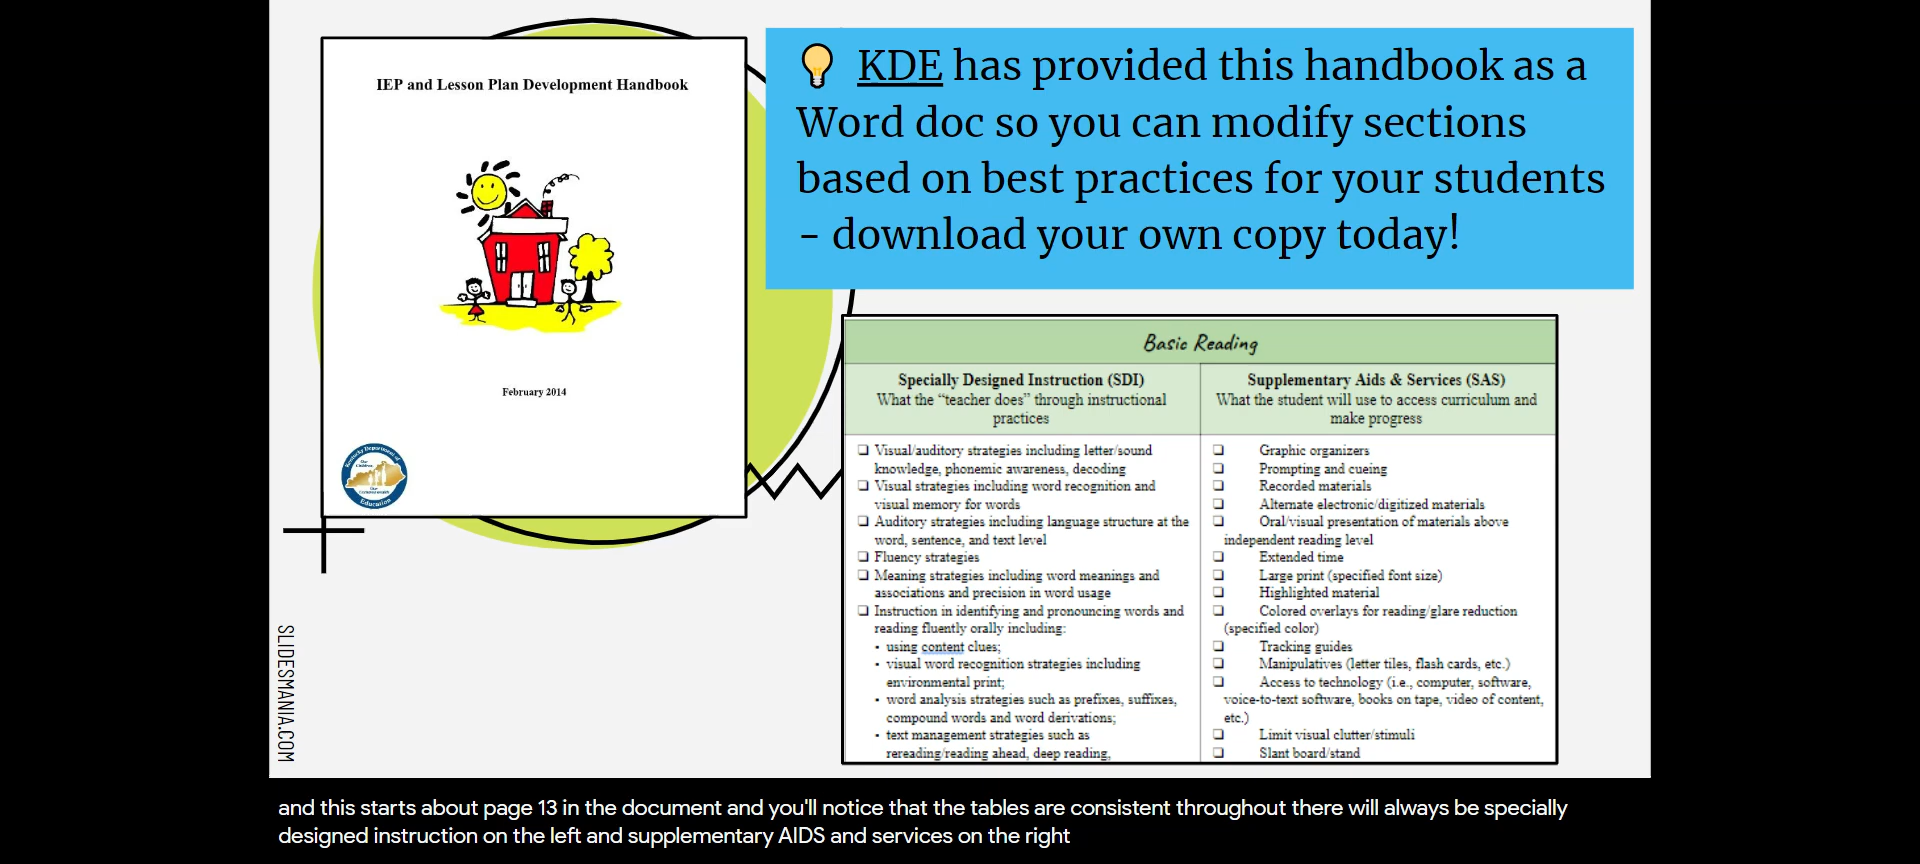 IEP and Lesson Plan Development Handbook
February 2014
Kentucky Department of
Our
Children
Our
Commonwealth
Education
KDE has provided this handbook as a
Word doc so you can modify sections
based on best practices for your students
- download your own copy today!
Basic Reading
Specially Designed Instruction (SDI)
What the “teacher does” through instructional
practices
Supplementary Aids & Services (SAS)
What the student will use to access curriculum and
make progress
❑ Visual/auditory strategies including letter/sound
knowledge, phonemic awareness, decoding
❑ Visual strategies including word recognition and
visual memory for words
❑ Auditory strategies including language structure at the
word, sentence, and text level
❑ Fluency strategies
❑ Meaning strategies including word meanings and
associations and precision in word usage
❑ Instruction in identifying and pronouncing words and
reading fluently orally including:
• using content clues;
• visual word recognition strategies including
environmental print;
• word analysis strategies such as prefixes, suffixes,
compound words and word derivations;
• text management strategies such as
rereading/reading ahead, deep reading,
❑ Graphic organizers
❑ Prompting and cueing
❑ Recorded materials
❑ Alternate electronic/digitized materials
❑ Oral/visual presentation of materials above
independent reading level
❑ Extended time
❑ Large print (specified font size)
❑ Highlighted material
❑ Colored overlays for reading/glare reduction
(specified color)
❑ Tracking guides
❑ Manipulatives (letter tiles, flash cards, etc.)
❑ Access to technology (i.e., computer, software,
voice-to-text software, books on tape, video of content,
etc.)
❑ Limit visual clutter/stimuli
❑ Slant board/stand
SLIDESMANIA.COM
and this starts about page 13 in the document and you'll notice that the tables are consistent throughout there will always be specially
designed instruction on the left and supplementary AIDS and services on the right